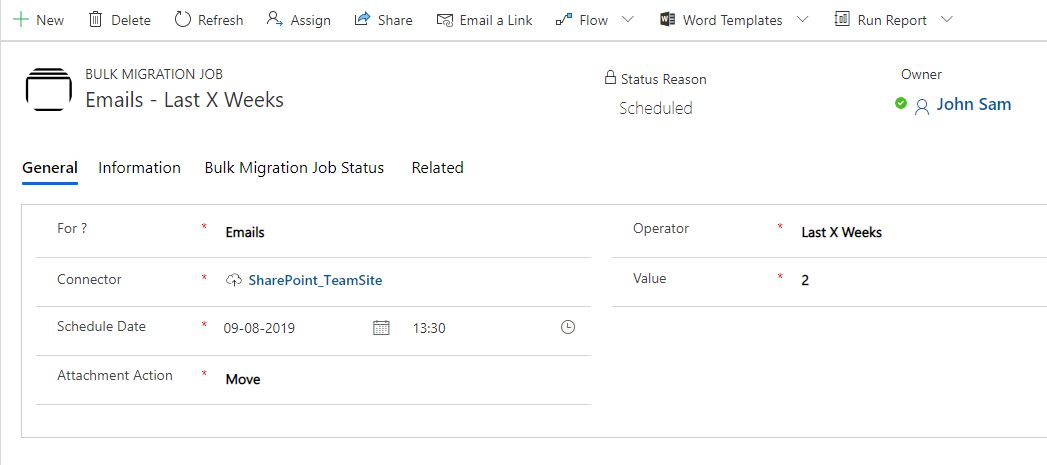 New Delete Refresh Assign Share Email a Link Flow Word Templates Run Report
BULK MIGRATION JOB
Emails - Last X Weeks
Status Reason
Scheduled
Owner
John Sam
General Information Bulk Migration Job Status Related
For ? * Emails
Operator * Last X Weeks
Connector * SharePoint_TeamSite
Value * 2
Schedule Date * 09-08-2019 13:30
Attachment Action * Move